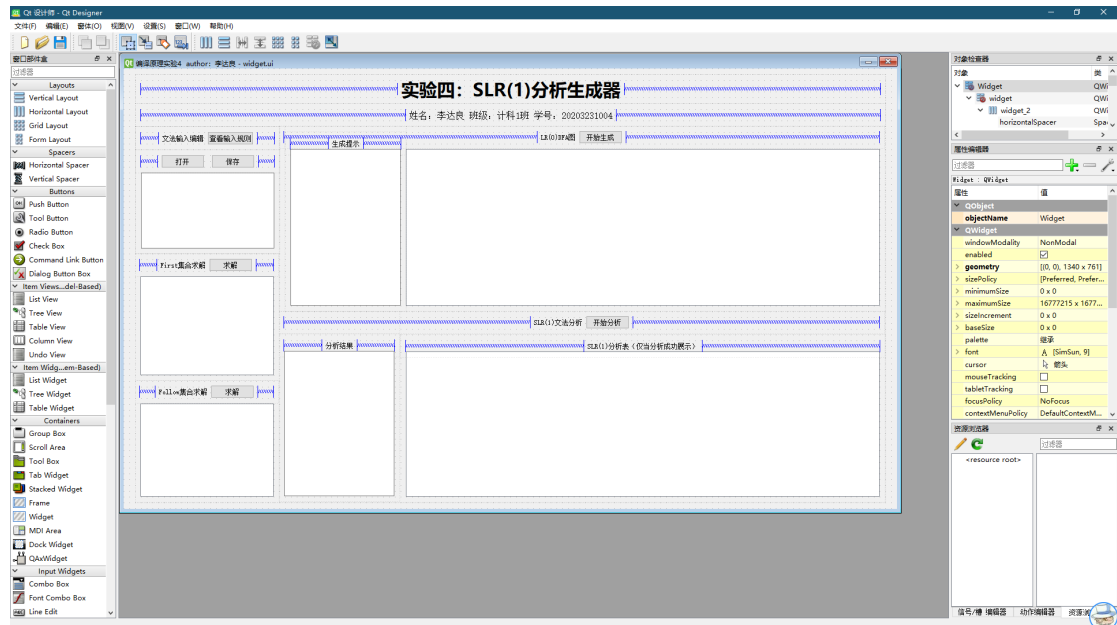 Qt 设计师 - Qt Designer
文件(F) 编辑(E) 窗体(O) 视图(V) 设置(S) 窗口(W) 帮助(H)
窗口部件盒
过滤器
Layouts
Vertical Layout
Horizontal Layout
Grid Layout
Form Layout
Spacers
Horizontal Spacer
Vertical Spacer
Buttons
Push Button
Tool Button
Radio Button
Check Box
Command Link Button
Dialog Button Box
Item Views...del-Based)
List View
Tree View
Table View
Column View
Undo View
Item Widg...em-Based)
List Widget
Tree Widget
Table Widget
Containers
Group Box
Scroll Area
Tool Box
Tab Widget
Stacked Widget
Frame
Widget
MDI Area
Dock Widget
QAxWidget
Input Widgets
Combo Box
Font Combo Box
Line Edit
编译原理实验4 author: 李达良 - widget.ui
实验四：SLR(1)分析生成器
姓名：李达良 班级：计科1班 学号：20203231004
文法输入编辑 查看输入规则
打开 保存
First集合求解 求解
Follow集合求解 求解
生成提示
LR(0)DFA图 开始生成
SLR(1)文法分析 开始分析
分析结果
SLR(1)分析表（仅当分析成功展示）
对象检查器
对象 类
Widget QWi
widget QWi
widget_2 QWi
horizontalSpacer Spa
属性编辑器
过滤器
Widget : QWidget
属性 值
QObject
objectName Widget
QWidget
windowModality NonModal
enabled
geometry [(0, 0), 1340 x 761]
sizePolicy [Preferred, Prefer...
minimumSize 0 x 0
maximumSize 16777215 x 1677...
sizeIncrement 0 x 0
baseSize 0 x 0
palette 继承
font A [SimSun, 9]
cursor 箭头
mouseTracking
tabletTracking
focusPolicy NoFocus
contextMenuPolicy DefaultContextM...
资源浏览器
过滤器
<resource root>
信号/槽 编辑器 动作编辑器 资源浏